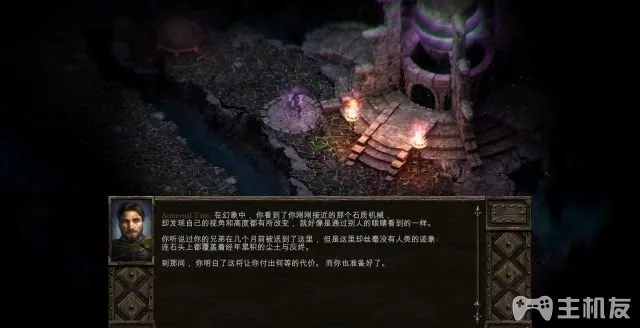 在幻象中，你看到了你刚刚接近的那个石质机械，
却发现自己的视角和高度都有所改变，就好像是通过别人的眼睛看到的一样。
你听说过你的兄弟在几个月前被送到了这里，但是这里却丝毫没有人类的迹象，
连石头上都覆盖着经年累积的尘土与灰烬。
刹那间，你明白了这将让你付出何等的代价。而你也准备好了。
主机友